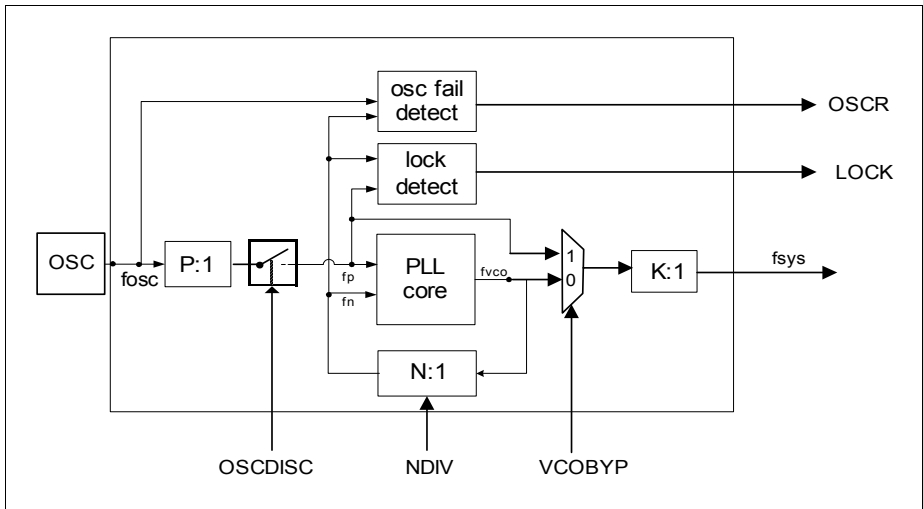 osc fail
detect
OSCR
lock
detect
LOCK
OSC
fosc
P:1
fp
fn
PLL
core
fvco
1
0
K:1
fsys
N:1
OSCDISC
NDIV
VCOBYP